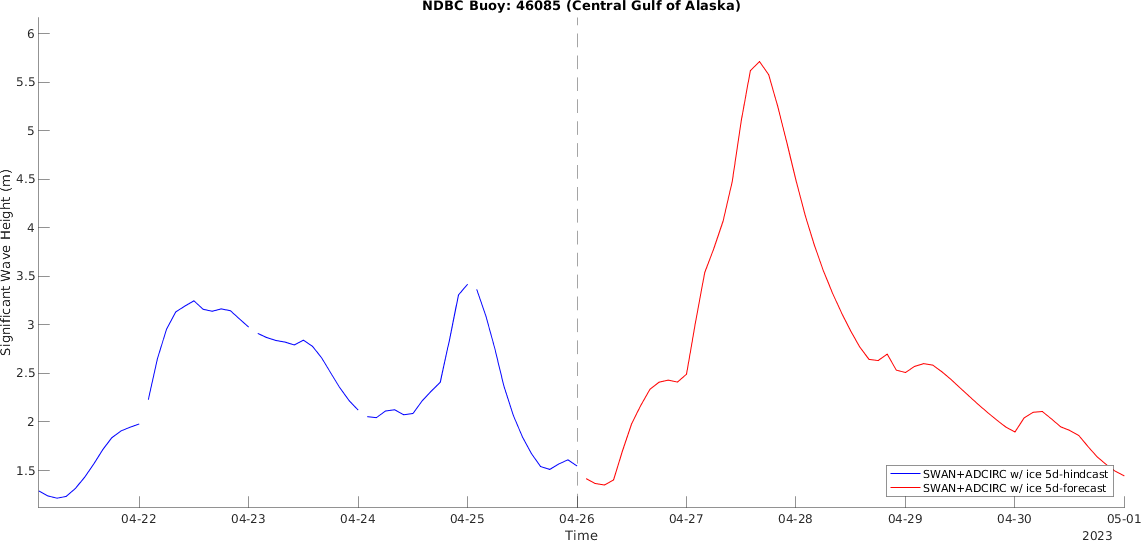 NDBC Buoy: 46085 (Central Gulf of Alaska)
Significant Wave Height (m)
6
5.5
5
4.5
4
3.5
3
2.5
2
1.5
SWAN+ADCIRC w/ ice 5d-hindcast
SWAN+ADCIRC w/ ice 5d-forecast
04-22 04-23 04-24 04-25 04-26 04-27 04-28 04-29 04-30 05-01
Time
2023